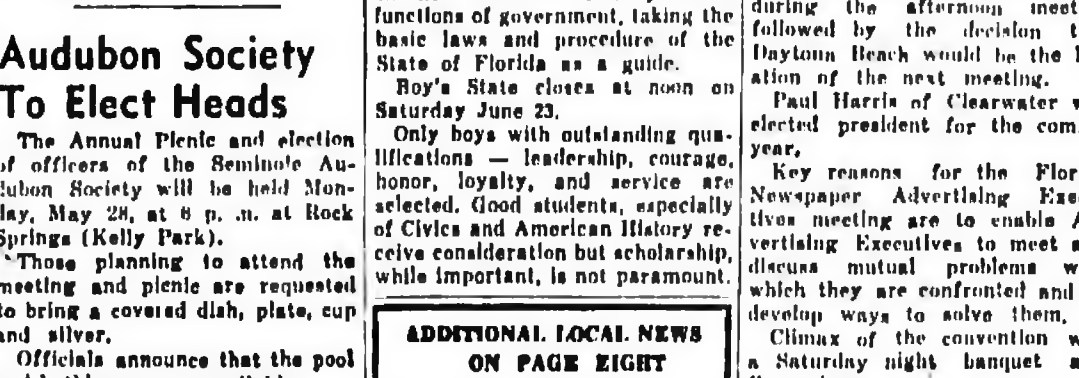 Audubon Society
To Elect Heads
The Annual Picnic and election
of officers of the Seminole Au-
dubon Society will be held Mon-
day, May 28, at 6 p. .n. at Rock
Springs (Kelly Park).
Those planning to attend the
meeting and picnic are requested
to bring a covered dish, plate, cup
and silver.
Officials announce that the pool
functions of government, taking the
basic laws and procedure of the
State of Florida as a guide.
Boy's State closes at noon on
Saturday June 23.
Only boys with outstanding qua-
lifications — leadership, courage,
honor, loyalty, and service are
selected. Good students, especially
of Civics and American History re-
ceive consideration but scholarship,
while important, is not paramount.
ADDITIONAL LOCAL NEWS
ON PAGE EIGHT
during the afternoon meet
followed by the decision t
Daytona Beach would be the l
ation of the next meeting.
Paul Harris of Clearwater w
elected president for the com
year.
Key reasons for the Flor
Newspaper Advertising Exe
tives meeting are to enable A
vertising Executives to meet a
discuss mutual problems w
which they are confronted and
develop ways to solve them.
Climax of the convention w
a Saturday night banquet a